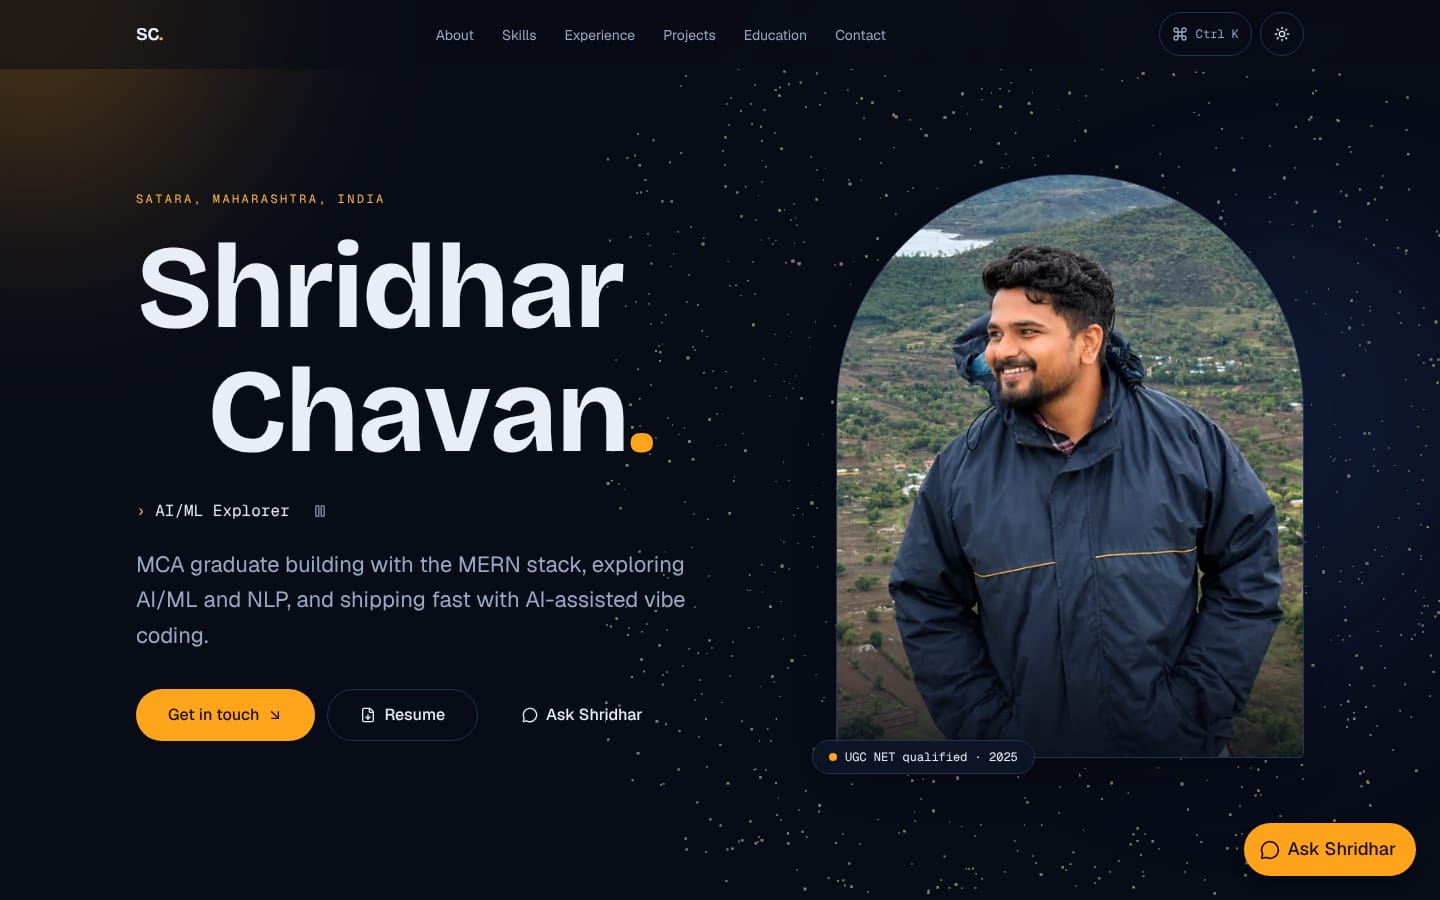 SC.
About
Skills
Experience
Projects
Education
Contact
Ctrl K
SATARA, MAHARASHTRA, INDIA
Shridhar
Chavan.
› AI/ML Explorer
MCA graduate building with the MERN stack, exploring
AI/ML and NLP, and shipping fast with AI-assisted vibe
coding.
Get in touch
Resume
Ask Shridhar
UGC NET qualified · 2025
Ask Shridhar